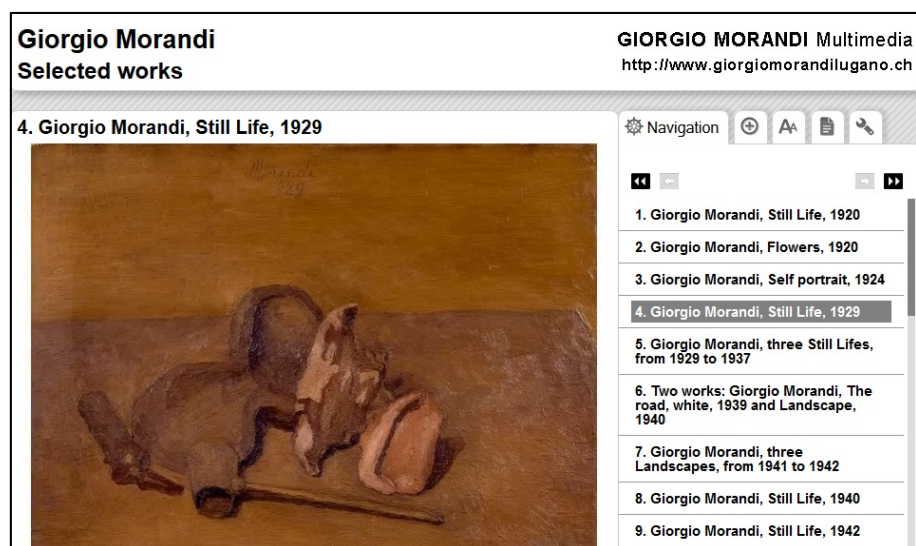 Giorgio Morandi
Selected works
GIORGIO MORANDI Multimedia
http://www.giorgiomorandilugano.ch
4. Giorgio Morandi, Still Life, 1929
Morandi
929
Navigation
AA
1. Giorgio Morandi, Still Life, 1920
2. Giorgio Morandi, Flowers, 1920
3. Giorgio Morandi, Self portrait, 1924
4. Giorgio Morandi, Still Life, 1929
5. Giorgio Morandi, three Still Lifes,
from 1929 to 1937
6. Two works: Giorgio Morandi, The
road, white, 1939 and Landscape,
1940
7. Giorgio Morandi, three
Landscapes, from 1941 to 1942
8. Giorgio Morandi, Still Life, 1940
9. Giorgio Morandi, Still Life, 1942